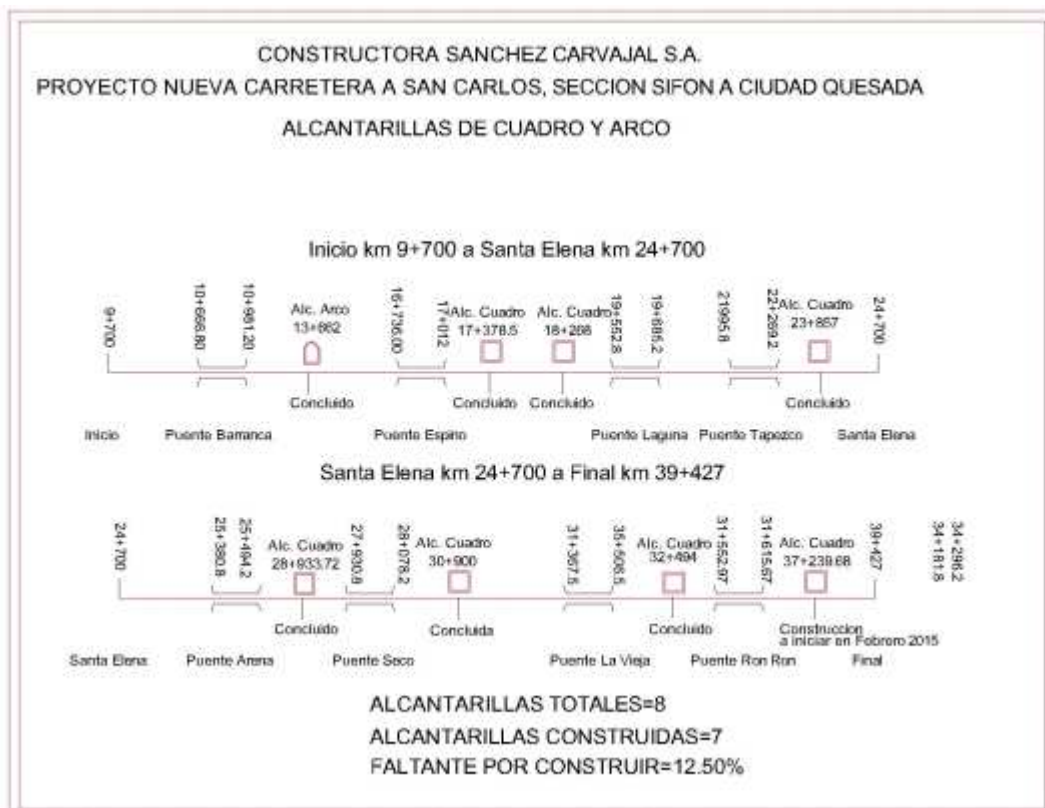 CONSTRUCTORA SANCHEZ CARVAJAL S.A.
PROYECTO NUEVA CARRETERA A SAN CARLOS, SECCION SIFON A CIUDAD QUESADA
ALCANTARILLAS DE CUADRO Y ARCO
Inicio km 9+700 a Santa Elena km 24+700
9+700
10+666.80
10+981.20
Alc. Arco
13+662
16+736.00
17+012
Alc. Cuadro
17+378.5
Alc. Cuadro
18+268
19+552.8
19+685.2
21995.8
22+269.2
Alc. Cuadro
23+857
24+700
Concluido
Concluido
Concluido
Concluido
Inicio
Puente Barranca
Puente Espino
Puente Laguna
Puente Tapezco
Santa Elena
Santa Elena km 24+700 a Final km 39+427
24+700
25+380.8
25+494.2
Alc. Cuadro
28+933.72
27+930.8
28+078.2
Alc. Cuadro
30+900
31+367.5
35+506.5
Alc. Cuadro
32+494
31+552.97
31+615.67
Alc. Cuadro
37+239.68
39+427
34+181.8
34+296.2
Concluido
Concluida
Concluido
Construccion
a iniciar en Febrero 2015
Santa Elena
Puente Arena
Puente Seco
Puente La Vieja
Puente Ron Ron
Final
ALCANTARILLAS TOTALES=8
ALCANTARILLAS CONSTRUIDAS=7
FALTANTE POR CONSTRUIR=12.50%